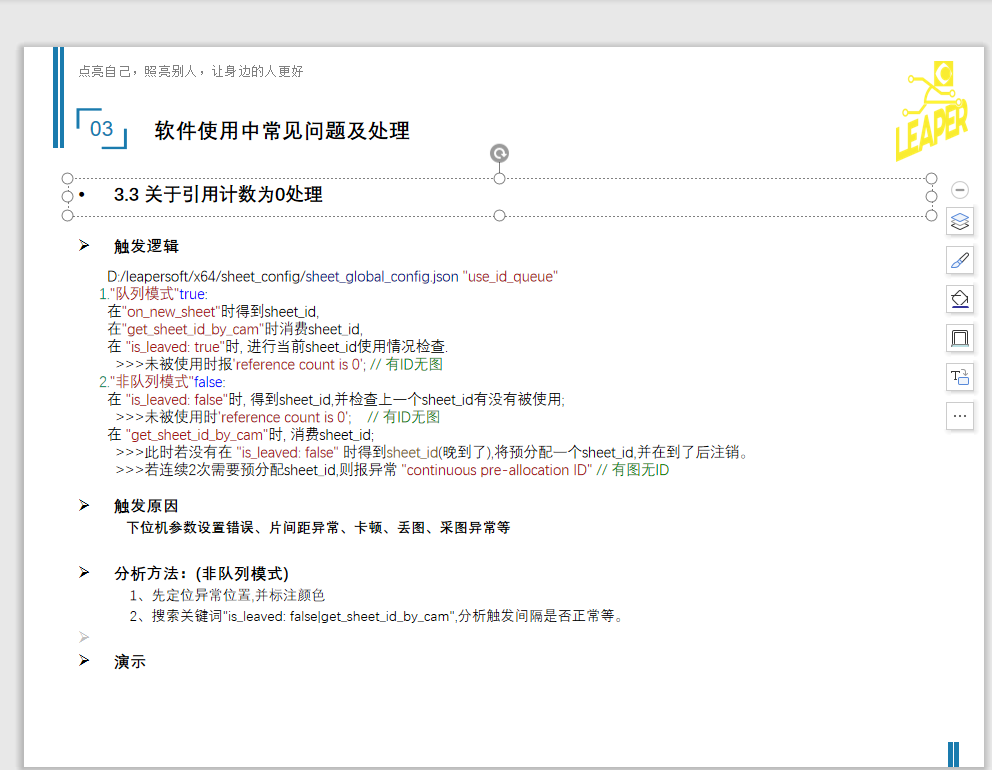 点亮自己，照亮别人，让身边的人更好
LEAPER
03
软件使用中常见问题及处理
• 3.3 关于引用计数为0处理
➢ 触发逻辑
D:/leapersoft/x64/sheet_config/sheet_global_config.json "use_id_queue"
1."队列模式"true:
在"on_new_sheet"时得到sheet_id,
在"get_sheet_id_by_cam"时消费sheet_id,
在 "is_leaved: true"时, 进行当前sheet_id使用情况检查.
>>>未被使用时报'reference count is 0'; // 有ID无图
2."非队列模式"false:
在 "is_leaved: false"时, 得到sheet_id,并检查上一个sheet_id有没有被使用;
>>>未被使用时'reference count is 0'; // 有ID无图
在 "get_sheet_id_by_cam"时, 消费sheet_id;
>>>此时若没有在 "is_leaved: false" 时得到sheet_id(晚到了),将预分配一个sheet_id,并在到了后注销。
>>>若连续2次需要预分配sheet_id,则报异常 "continuous pre-allocation ID" // 有图无ID
➢ 触发原因
下位机参数设置错误、片间距异常、卡顿、丢图、采图异常等
➢ 分析方法：(非队列模式)
1、先定位异常位置,并标注颜色
2、搜索关键词"is_leaved: false|get_sheet_id_by_cam",分析触发间隔是否正常等。
➢
➢ 演示